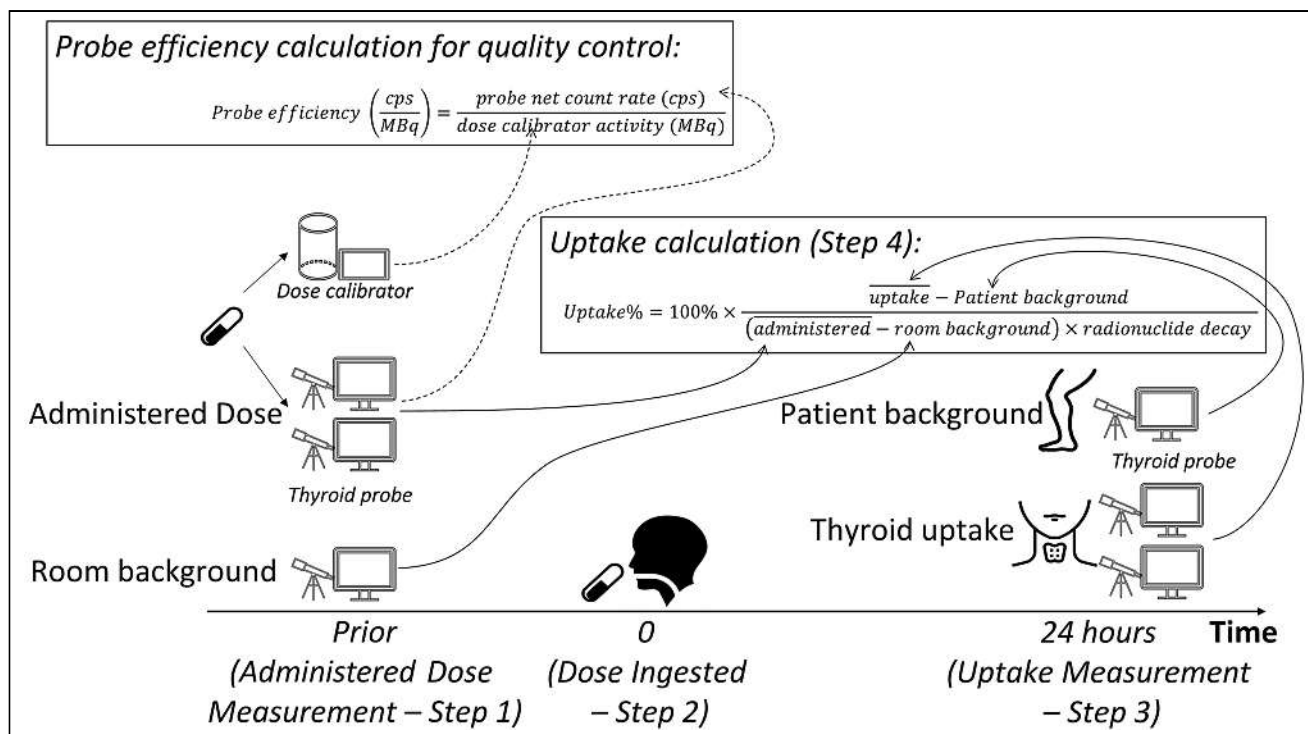 Probe efficiency calculation for quality control:
Probe efficiency (cps/MBq) = probe net count rate (cps)/dose calibrator activity (MBq)
Dose calibrator
Uptake calculation (Step 4):
Uptake% = 100% × (\overline{uptake} − Patient background)/((\overline{administered} − room background) × radionuclide decay)
Administered Dose
Thyroid probe
Patient background
Thyroid probe
Room background
Thyroid uptake
Prior
(Administered Dose
Measurement – Step 1)
0
(Dose Ingested
– Step 2)
24 hours
(Uptake Measurement
– Step 3)
Time